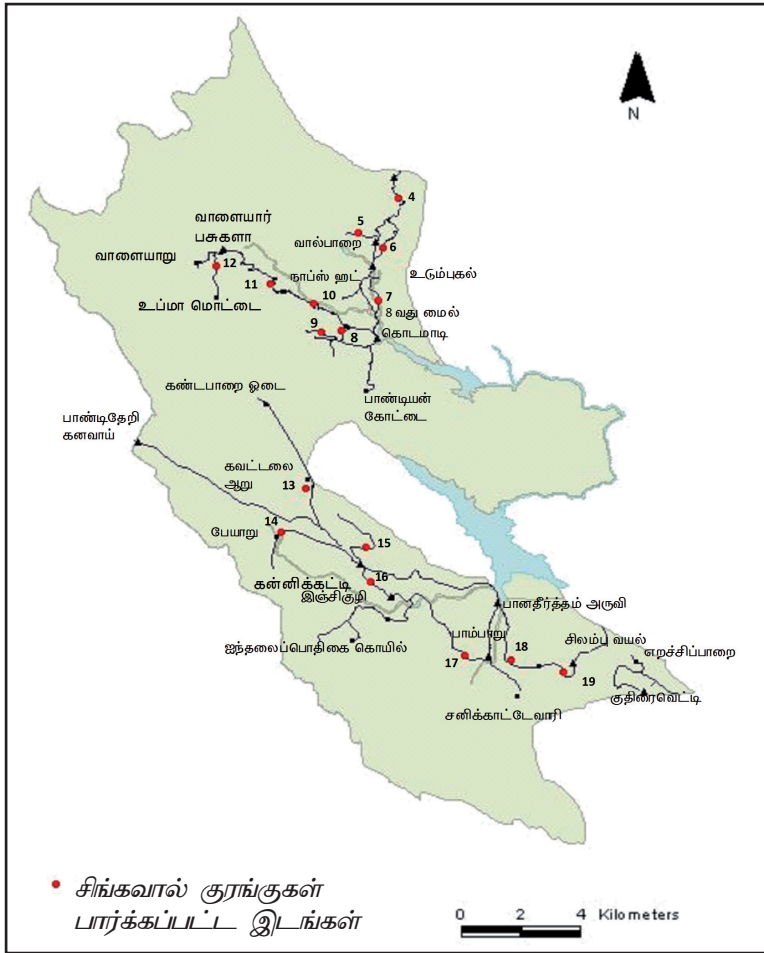 N
4
5
வால்பாறை
6
வாளையார்
பசுகளா
வாளையாறு
12
நாப்ஸ் ஹட்
உடும்புகல்
11
உப்மா மொட்டை
10
7
8 வது மைல்
9
8
கொடமாடி
கண்டபாறை ஓடை
பாண்டியன்
கோட்டை
பாண்டிதேறி
கனவாய்
கவட்டலை
ஆறு
13
14
பேயாறு
15
கன்னிக்கட்டி
16
இஞ்சிகுழி
பானதீர்த்தம் அருவி
ஐந்தலைப்பொதிகை கொயில்
பாம்பாறு
சிலம்பு வயல்
எறச்சிப்பாறை
17
18
19
குதிரைவெட்டி
சனிக்காட்டேவாரி
சிங்கவால் குரங்குகள்
பார்க்கப்பட்ட இடங்கள்
0 2 4 Kilometers